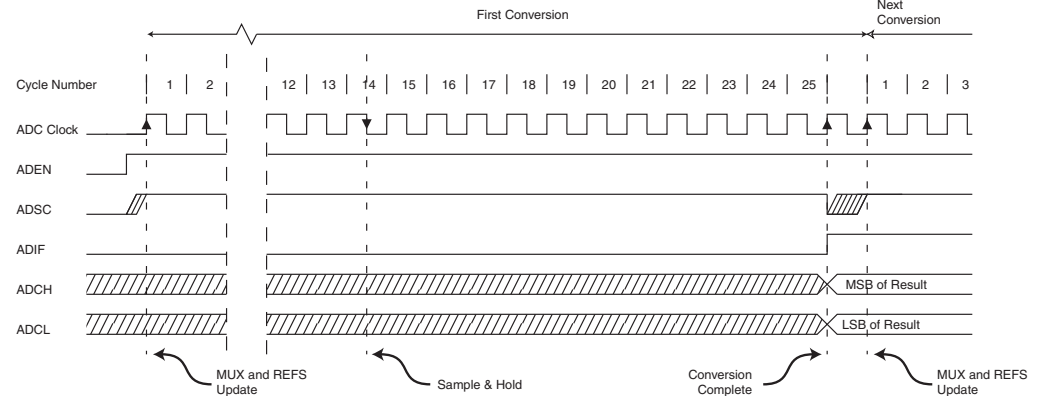 First Conversion
Next
Conversion
Cycle Number 1 2 12 13 14 15 16 17 18 19 20 21 22 23 24 25 1 2 3
ADC Clock
ADEN
ADSC
ADIF
ADCH MSB of Result
ADCL LSB of Result
MUX and REFS
Update
Sample & Hold
Conversion
Complete
MUX and REFS
Update